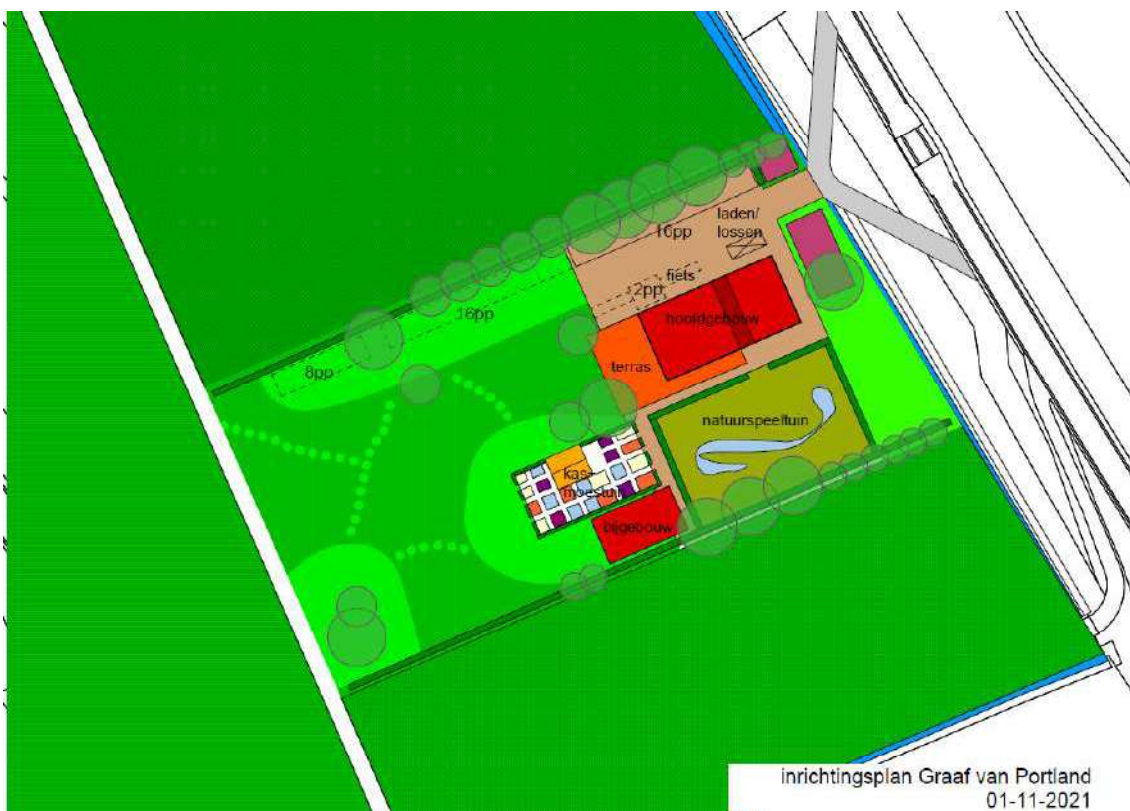 laden/
lossen
16pp
fiets
2pp
hoofdgebouw
16pp
terras
8pp
natuurspeeltuin
kas-
moestuin
bijgebouw
inrichtingsplan Graaf van Portland
01-11-2021